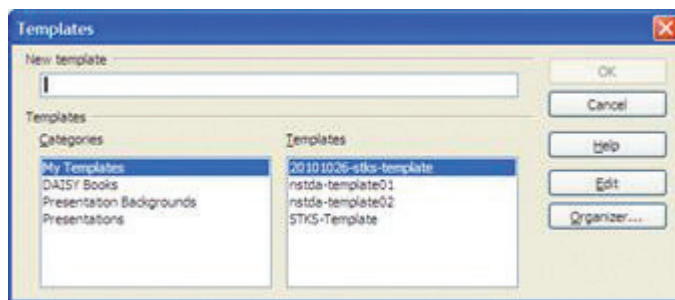 Templates
New template
OK
Cancel
Templates
Categories
Templates
Help
My Templates
20101026-stks-template
DAISY Books
nstda-template01
Edit
Presentation Backgrounds
nstda-template02
Presentations
STKS-Template
Organizer...